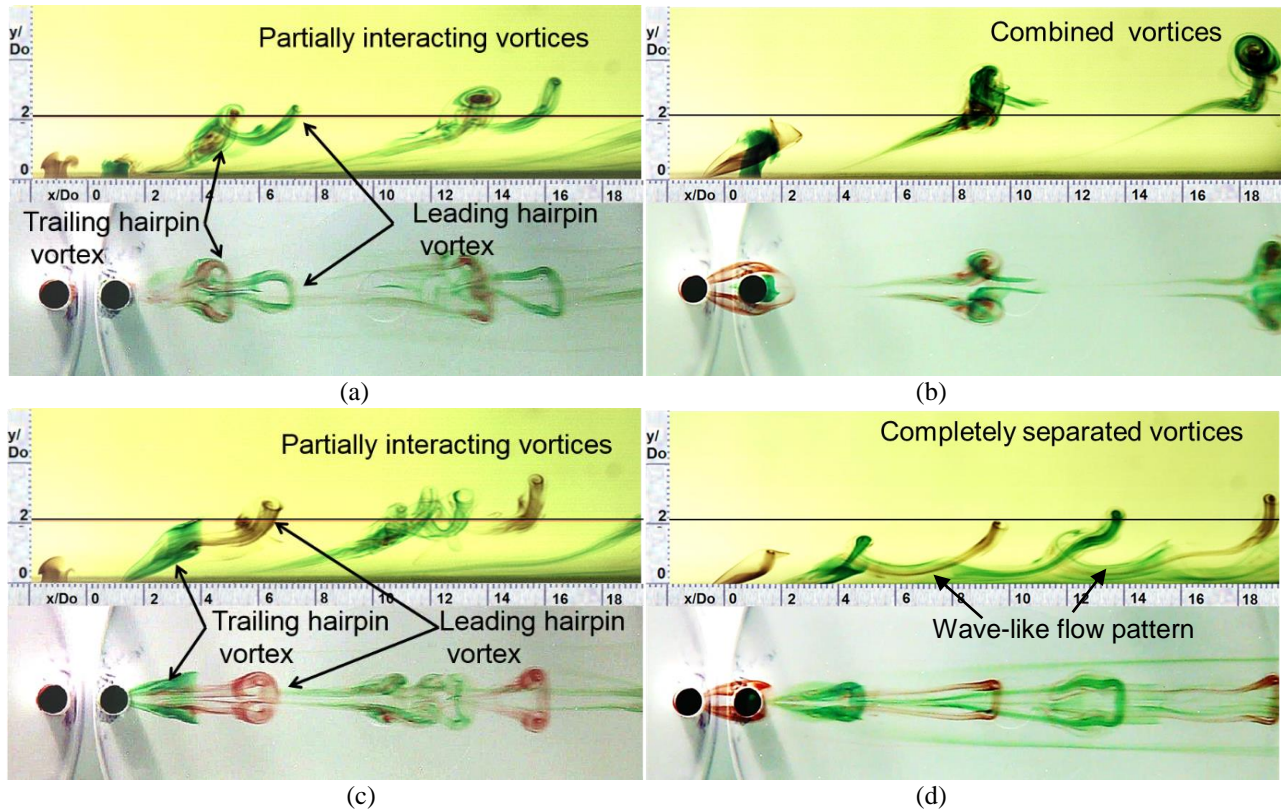 y/
Do
Partially interacting vortices
2
0
x/Do 0 2 4 6 8 10 12 14 16 18
Trailing hairpin
vortex
Leading hairpin
vortex
(a)
y/
Do
Combined vortices
2
0
x/Do 0 2 4 6 8 10 12 14 16 18
(b)
y/
Do
Partially interacting vortices
2
0
x/Do 0 2 4 6 8 10 12 14 16 18
Trailing hairpin
vortex
Leading hairpin
vortex
(c)
y/
Do
Completely separated vortices
2
0
x/Do 0 2 4 6 8 10 12 14 16 18
Wave-like flow pattern
(d)